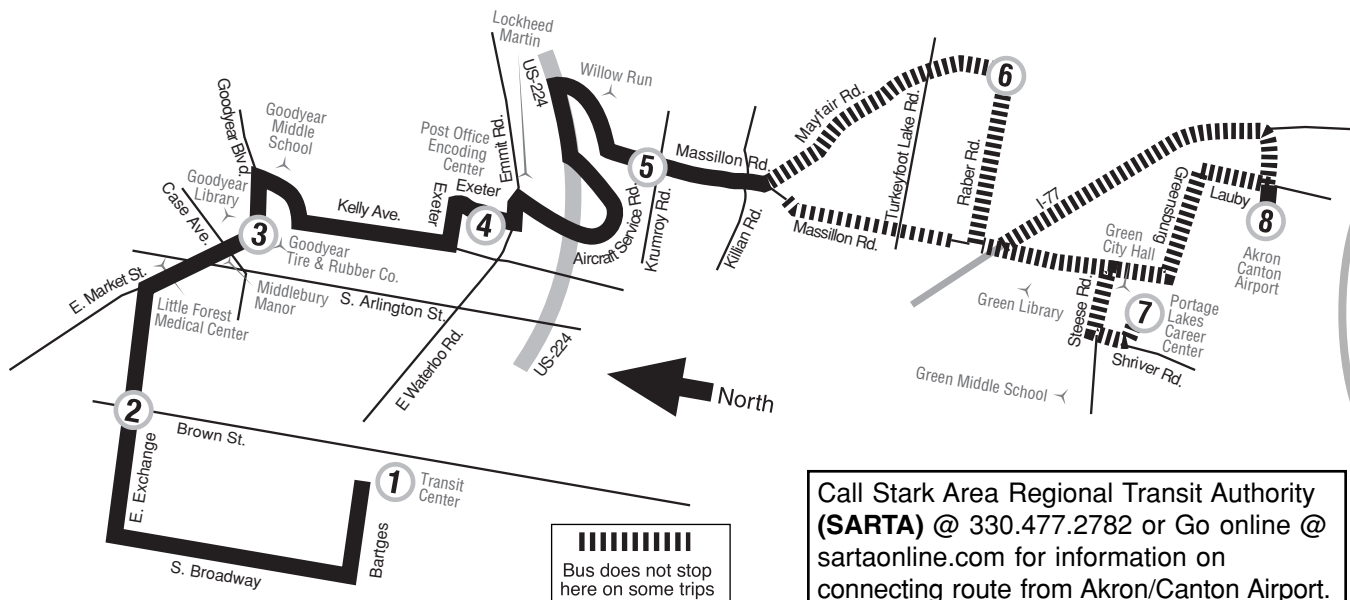 Lockheed
Martin
US-224
Willow Run
Goodyear Blvd.
Goodyear
Middle
School
Post Office
Encoding
Center
Emmit Rd.
Mayfair Rd.
6
Turkeyfoot Lake Rd.
Raber Rd.
Goodyear
Library
Case Ave.
Kelly Ave.
Exeter
Exeter
4
5
Massillon Rd.
Aircraft Service Rd.
Krumroy Rd.
Killian Rd.
Massillon Rd.
I-77
Greensburg
Lauby
8
Akron
Canton
Airport
3
Goodyear
Tire & Rubber Co.
E. Market St.
Little Forest
Medical Center
Middlebury
Manor
S. Arlington St.
E Waterloo Rd.
US-224
Green
City Hall
Green Library
Steese Rd.
7
Portage
Lakes
Career
Center
Shriver Rd.
Green Middle School
North
2
Brown St.
E. Exchange
1
Transit
Center
Bartges
S. Broadway
Bus does not stop
here on some trips
Call Stark Area Regional Transit Authority
(SARTA) @ 330.477.2782 or Go online @
sartaonline.com for information on
connecting route from Akron/Canton Airport.